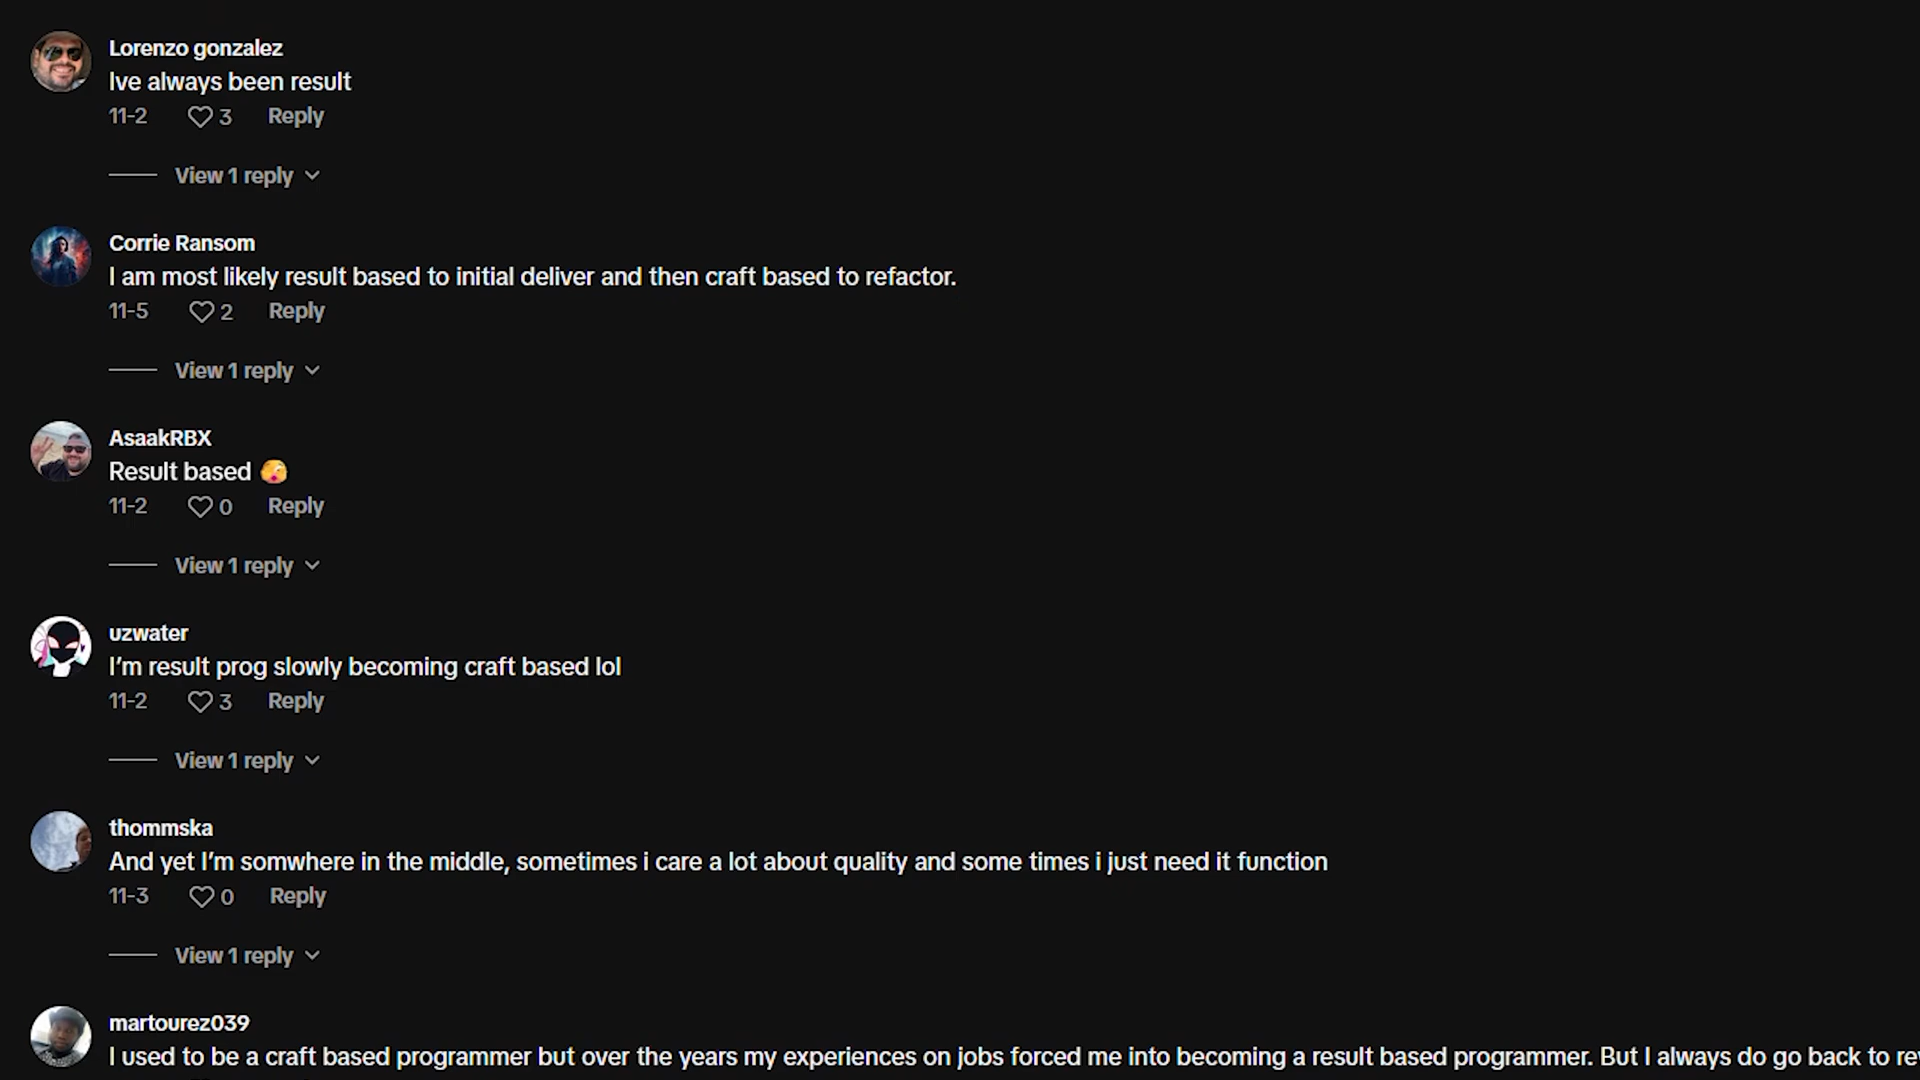 Lorenzo gonzalez
Ive always been result
11-2 3 Reply
View 1 reply
Corrie Ransom
I am most likely result based to initial deliver and then craft based to refactor.
11-5 2 Reply
View 1 reply
AsaakRBX
Result based 🫣
11-2 0 Reply
View 1 reply
uzwater
I’m result prog slowly becoming craft based lol
11-2 3 Reply
View 1 reply
thommska
And yet I’m somwhere in the middle, sometimes i care a lot about quality and some times i just need it function
11-3 0 Reply
View 1 reply
martourez039
I used to be a craft based programmer but over the years my experiences on jobs forced me into becoming a result based programmer. But I always do go back to